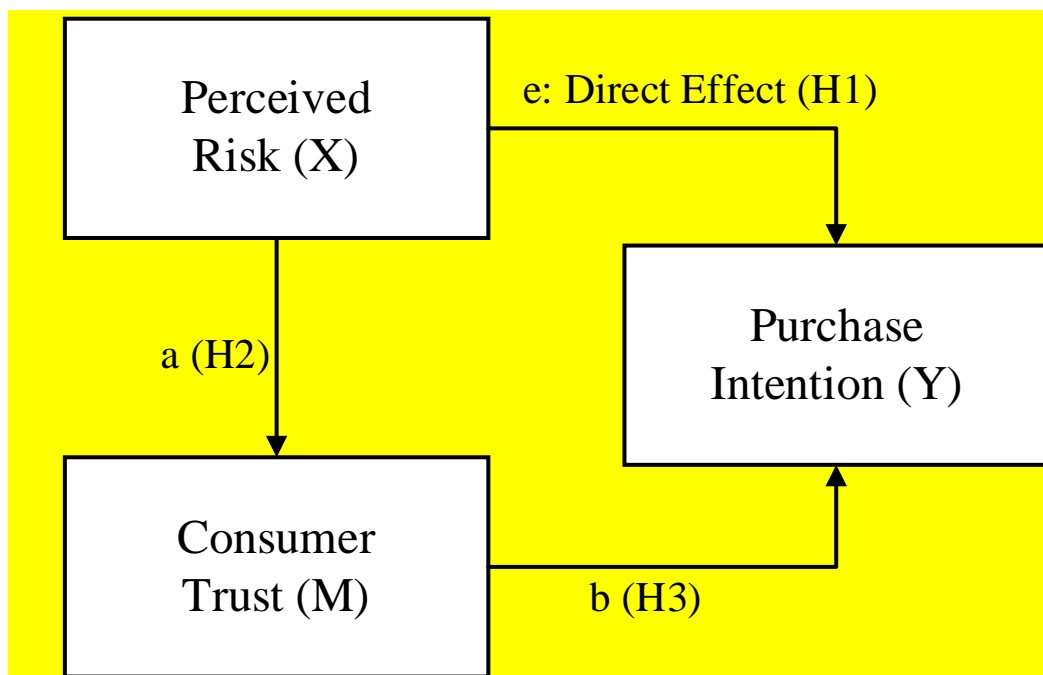 Perceived
Risk (X)
e: Direct Effect (H1)
Purchase
Intention (Y)
a (H2)
Consumer
Trust (M)
b (H3)